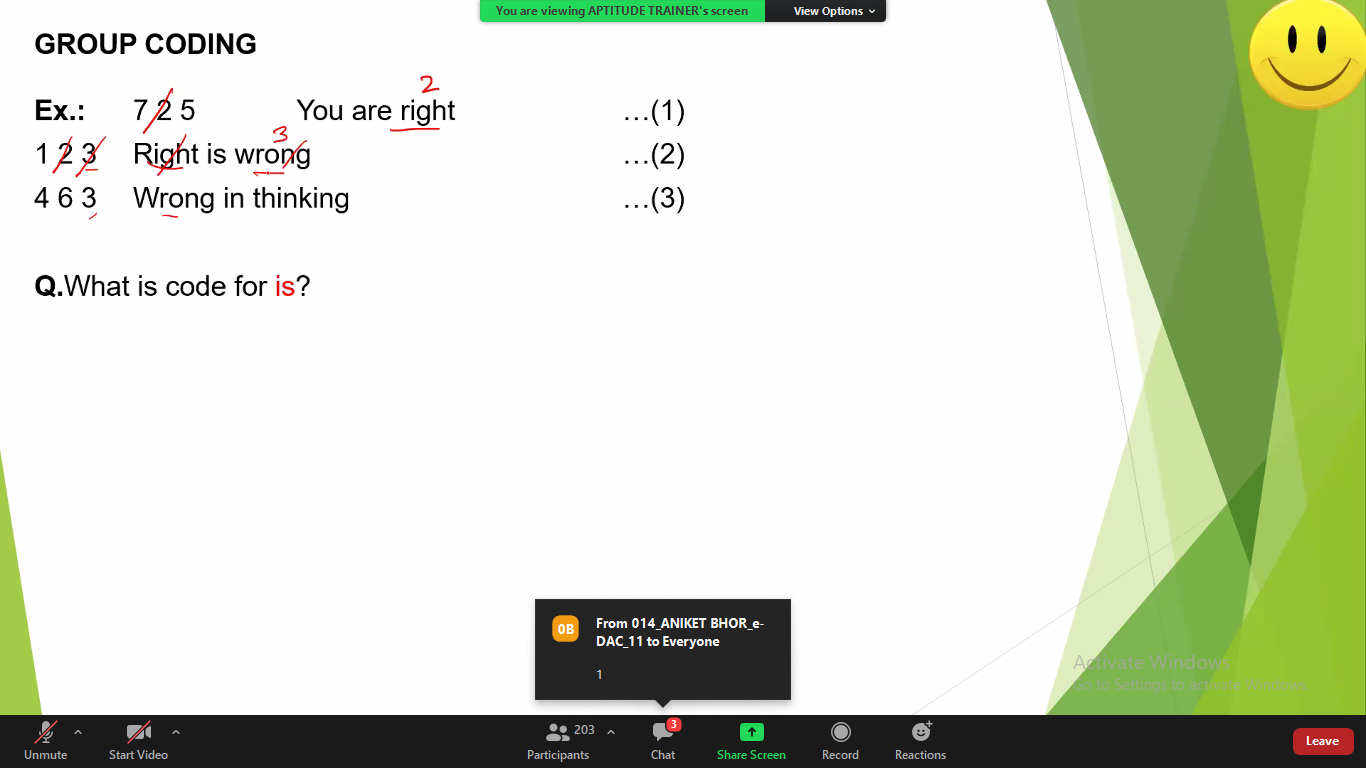 You are viewing APTITUDE TRAINER's screen View Options
GROUP CODING
2
Ex.: 7 2 5 You are right …(1)
3
1 2 3 Right is wrong …(2)
4 6 3 Wrong in thinking …(3)
Q.What is code for is?
0B
From 014_ANIKET BHOR_e-
DAC_11 to Everyone
1
Activate Windows
Go to Settings to activate Windows.
203 3
Unmute Start Video Participants Chat Share Screen Record Reactions Leave